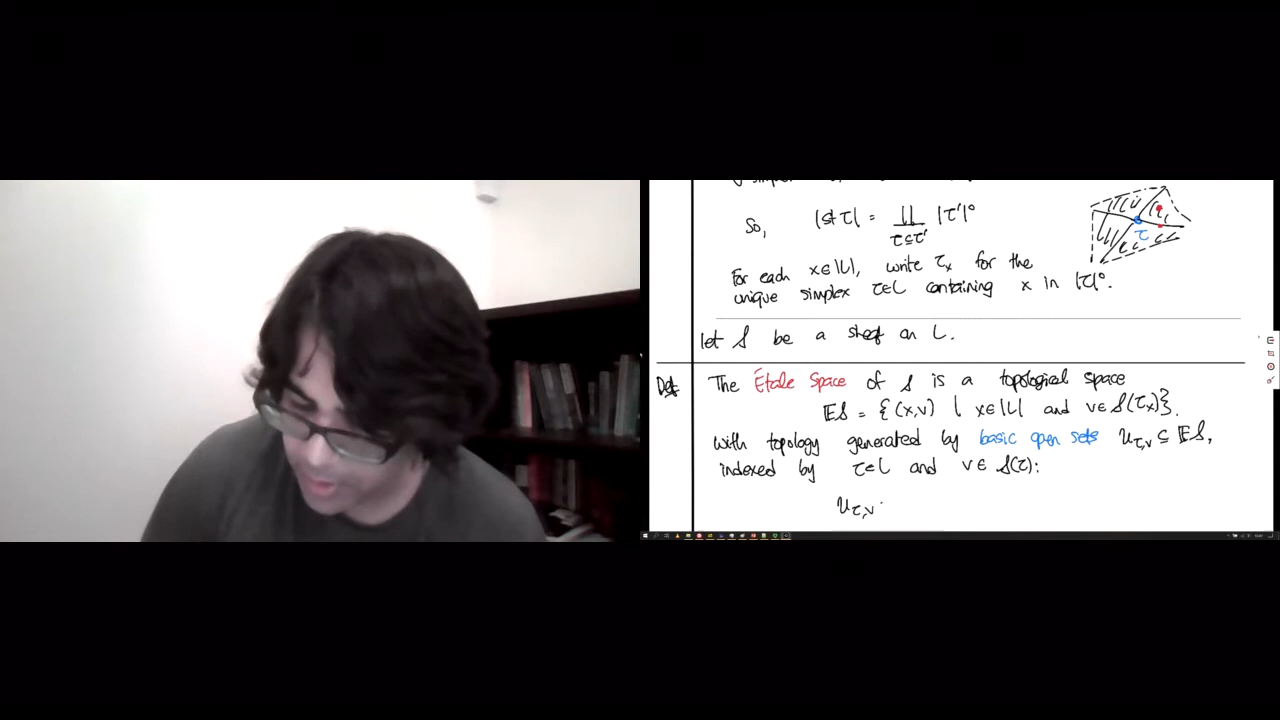 So, |st τ| = ∐ |τ'|°
τ⊆τ'
τ
For each x∈|L|, write τₓ for the
unique simplex τ∈L containing x in |τ|°.
Let S be a sheaf on L.
Def The Étale Space of S is a topological space
𝔼S = {(x,v) | x∈|L| and v∈S(τₓ)}.
with topology generated by basic open sets U_τ,v ⊆ 𝔼S,
indexed by τ∈L and v∈ S(τ):
U_τ,v